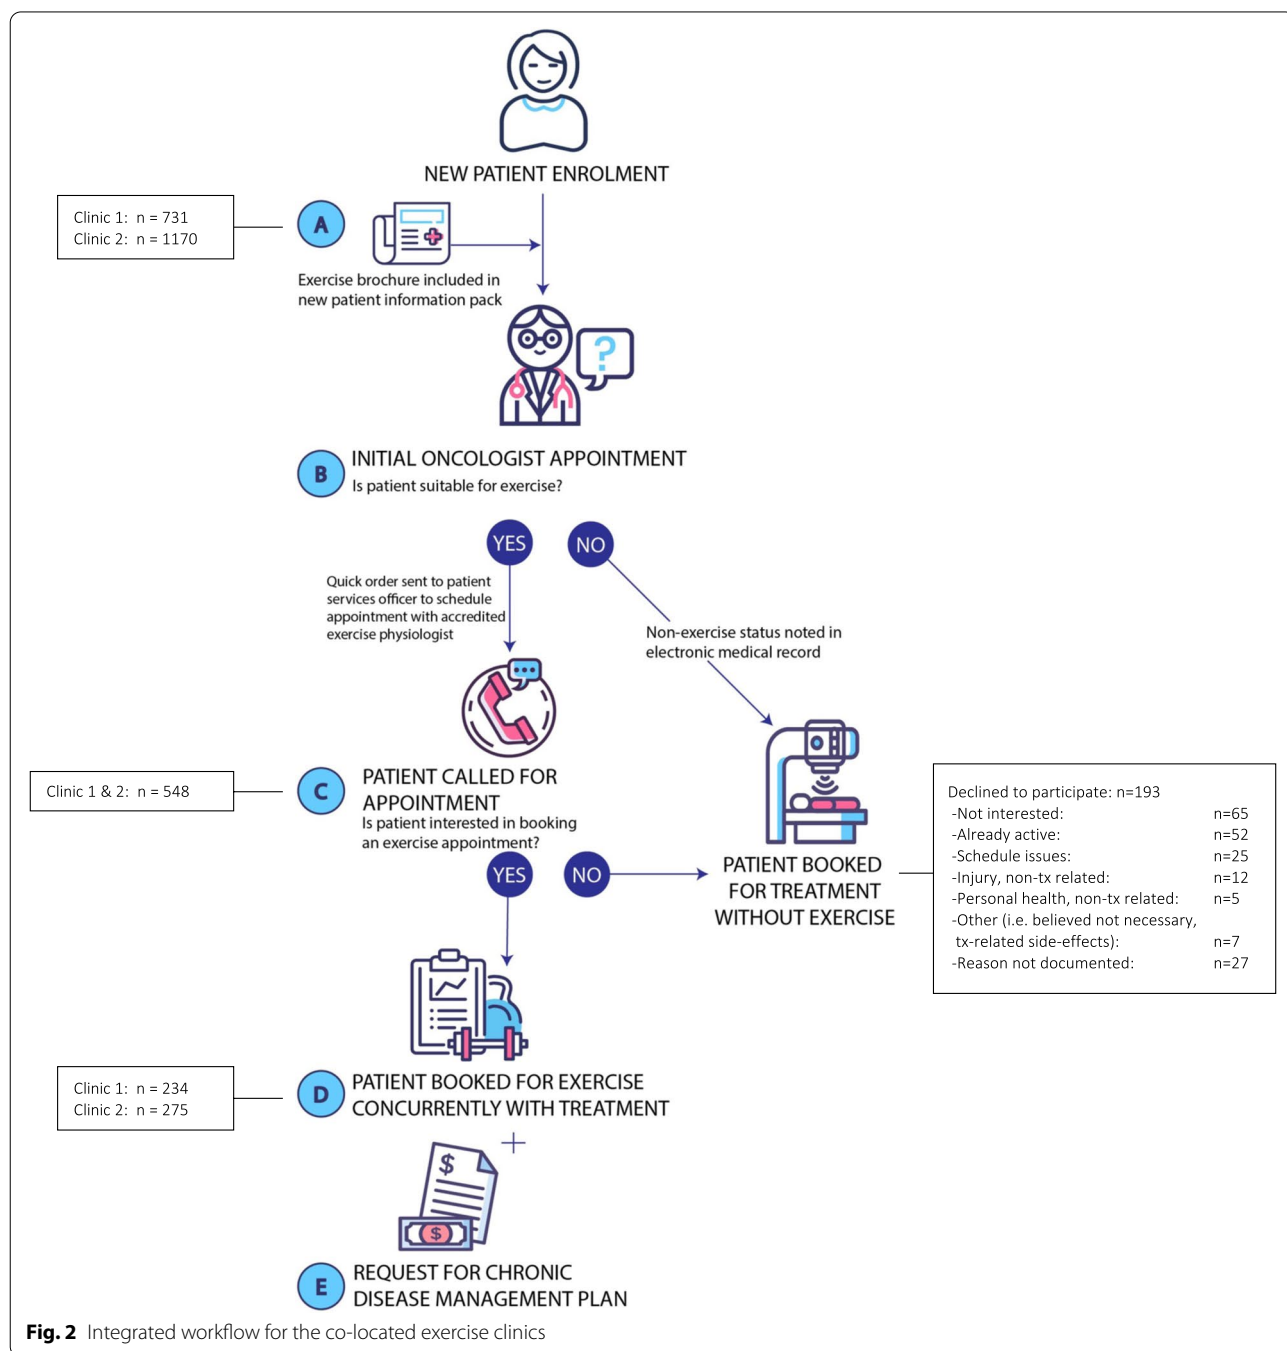 NEW PATIENT ENROLMENT
Clinic 1: n = 731
Clinic 2: n = 1170
A
Exercise brochure included in
new patient information pack
?
B
INITIAL ONCOLOGIST APPOINTMENT
Is patient suitable for exercise?
YES
NO
Quick order sent to patient
services officer to schedule
appointment with accredited
exercise physiologist
Non-exercise status noted in
electronic medical record
Clinic 1 & 2: n = 548
C
PATIENT CALLED FOR
APPOINTMENT
Is patient interested in booking
an exercise appointment?
YES
NO
PATIENT BOOKED
FOR TREATMENT
WITHOUT EXERCISE
Declined to participate: n=193
-Not interested: n=65
-Already active: n=52
-Schedule issues: n=25
-Injury, non-tx related: n=12
-Personal health, non-tx related: n=5
-Other (i.e. believed not necessary,
tx-related side-effects): n=7
-Reason not documented: n=27
Clinic 1: n = 234
Clinic 2: n = 275
D
PATIENT BOOKED FOR EXERCISE
CONCURRENTLY WITH TREATMENT
+
$
$
E
REQUEST FOR CHRONIC
DISEASE MANAGEMENT PLAN
Fig. 2 Integrated workflow for the co-located exercise clinics